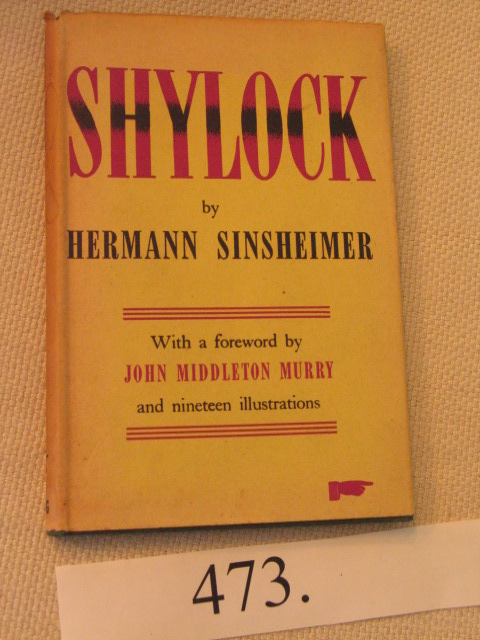 SHYLOCK
by
HERMANN SINSHEIMER
With a foreword by
JOHN MIDDLETON MURRY
and nineteen illustrations
473.